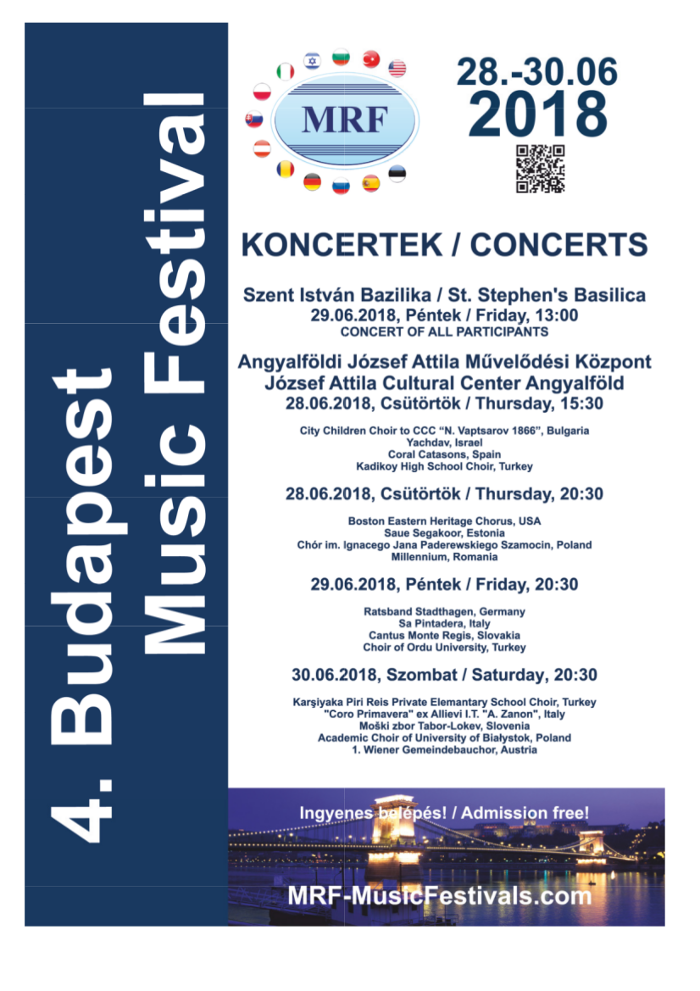 4. Budapest
Music Festival
MRF
28.-30.06
2018
KONCERTEK / CONCERTS
Szent István Bazilika / St. Stephen's Basilica
29.06.2018, Péntek / Friday, 13:00
CONCERT OF ALL PARTICIPANTS
Angyalföldi József Attila Művelődési Központ
József Attila Cultural Center Angyalföld
28.06.2018, Csütörtök / Thursday, 15:30
City Children Choir to CCC “N. Vaptsarov 1866”, Bulgaria
Yachdav, Israel
Coral Catasons, Spain
Kadikoy High School Choir, Turkey
28.06.2018, Csütörtök / Thursday, 20:30
Boston Eastern Heritage Chorus, USA
Saue Segakoor, Estonia
Chór im. Ignacego Jana Paderewskiego Szamocin, Poland
Millennium, Romania
29.06.2018, Péntek / Friday, 20:30
Ratsband Stadthagen, Germany
Sa Pintadera, Italy
Cantus Monte Regis, Slovakia
Choir of Ordu University, Turkey
30.06.2018, Szombat / Saturday, 20:30
Karşiyaka Piri Reis Private Elemantary School Choir, Turkey
"Coro Primavera" ex Allievi I.T. "A. Zanon", Italy
Moški zbor Tabor-Lokev, Slovenia
Academic Choir of University of Białystok, Poland
1. Wiener Gemeindebauchor, Austria
Ingyenes belépés! / Admission free!
MRF-MusicFestivals.com